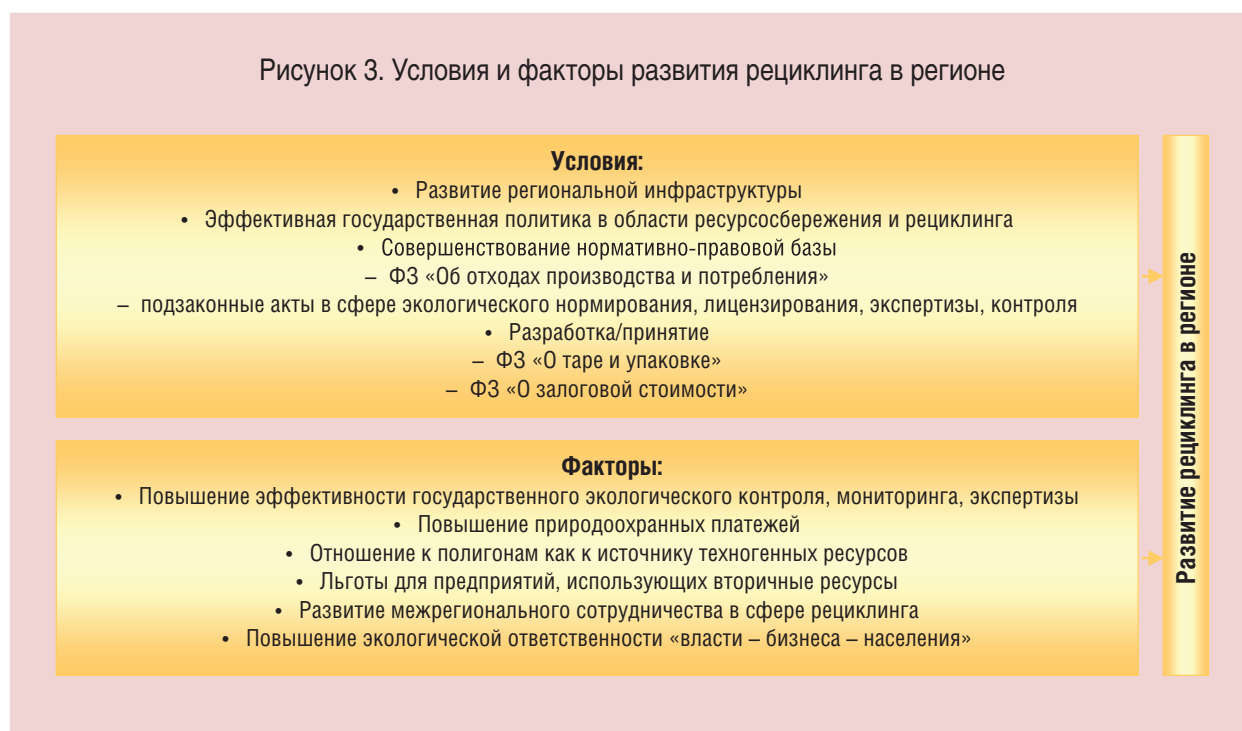 Рисунок 3. Условия и факторы развития рециклинга в регионе
Условия:
• Развитие региональной инфраструктуры
• Эффективная государственная политика в области ресурсосбережения и рециклинга
• Совершенствование нормативно-правовой базы
– ФЗ «Об отходах производства и потребления»
– подзаконные акты в сфере экологического нормирования, лицензирования, экспертизы, контроля
• Разработка/принятие
– ФЗ «О таре и упаковке»
– ФЗ «О залоговой стоимости»
Факторы:
• Повышение эффективности государственного экологического контроля, мониторинга, экспертизы
• Повышение природоохранных платежей
• Отношение к полигонам как к источнику техногенных ресурсов
• Льготы для предприятий, использующих вторичные ресурсы
• Развитие межрегионального сотрудничества в сфере рециклинга
• Повышение экологической ответственности «власти – бизнеса – населения»
Развитие рециклинга в регионе